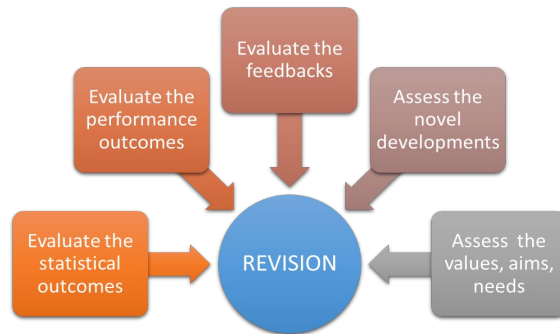 Evaluate the
feedbacks
Evaluate the
performance
outcomes
Assess the
novel
developments
Evaluate the
statistical
outcomes
REVISION
Assess the
values, aims,
needs